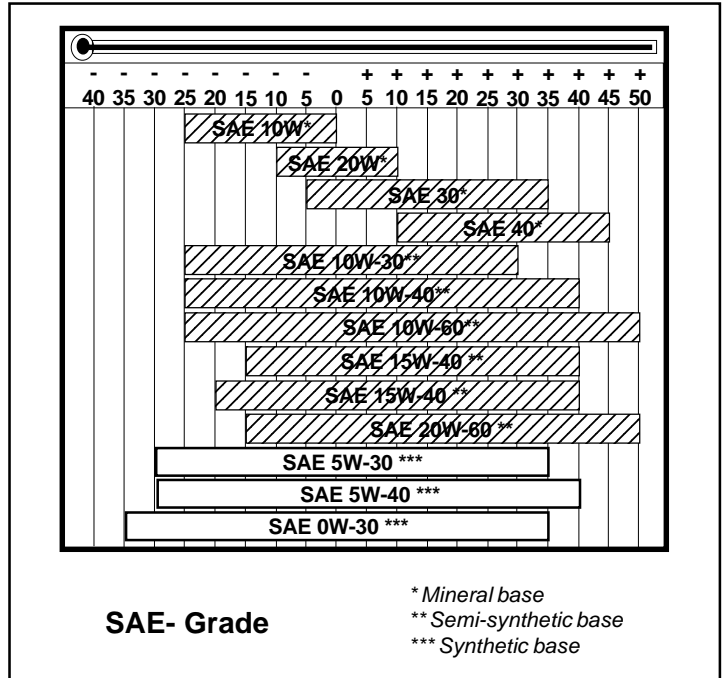 - - - - - - - - + + + + + + + + + +
40 35 30 25 20 15 10 5 0 5 10 15 20 25 30 35 40 45 50
SAE 10W*
SAE 20W*
SAE 30*
SAE 40*
SAE 10W-30**
SAE 10W-40**
SAE 10W-60**
SAE 15W-40 **
SAE 15W-40 **
SAE 20W-60 **
SAE 5W-30 ***
SAE 5W-40 ***
SAE 0W-30 ***
SAE- Grade
* Mineral base
** Semi-synthetic base
*** Synthetic base